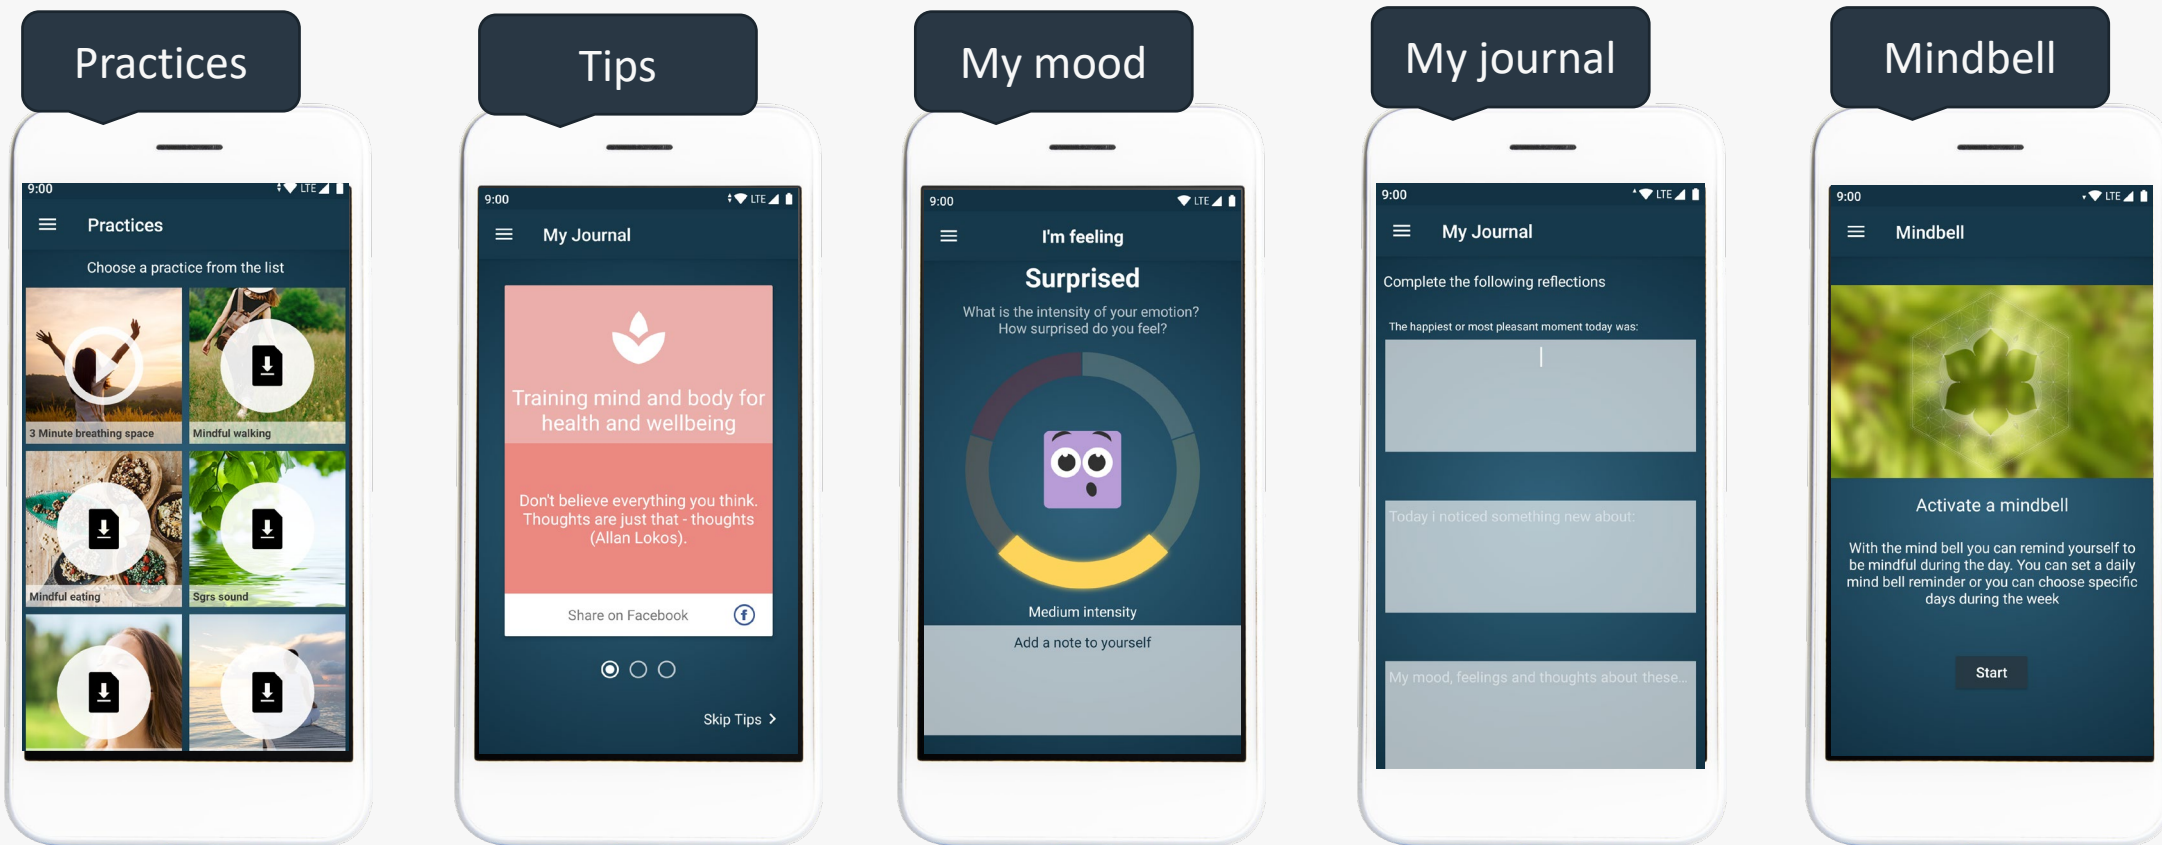 Practices
9:00
LTE
Practices
Choose a practice from the list
3 Minute breathing space
Mindful walking
Mindful eating
Sgrs sound
Tips
9:00
LTE
My Journal
Training mind and body for
health and wellbeing
Don't believe everything you think.
Thoughts are just that - thoughts
(Allan Lokos).
Share on Facebook
f
Skip Tips
My mood
9:00
LTE
I'm feeling
Surprised
What is the intensity of your emotion?
How surprised do you feel?
Medium intensity
Add a note to yourself
My journal
9:00
LTE
My Journal
Complete the following reflections
The happiest or most pleasant moment today was:
Today i noticed something new about:
My mood, feelings and thoughts about these...
Mindbell
9:00
LTE
Mindbell
Activate a mindbell
With the mind bell you can remind yourself to
be mindful during the day. You can set a daily
mind bell reminder or you can choose specific
days during the week
Start